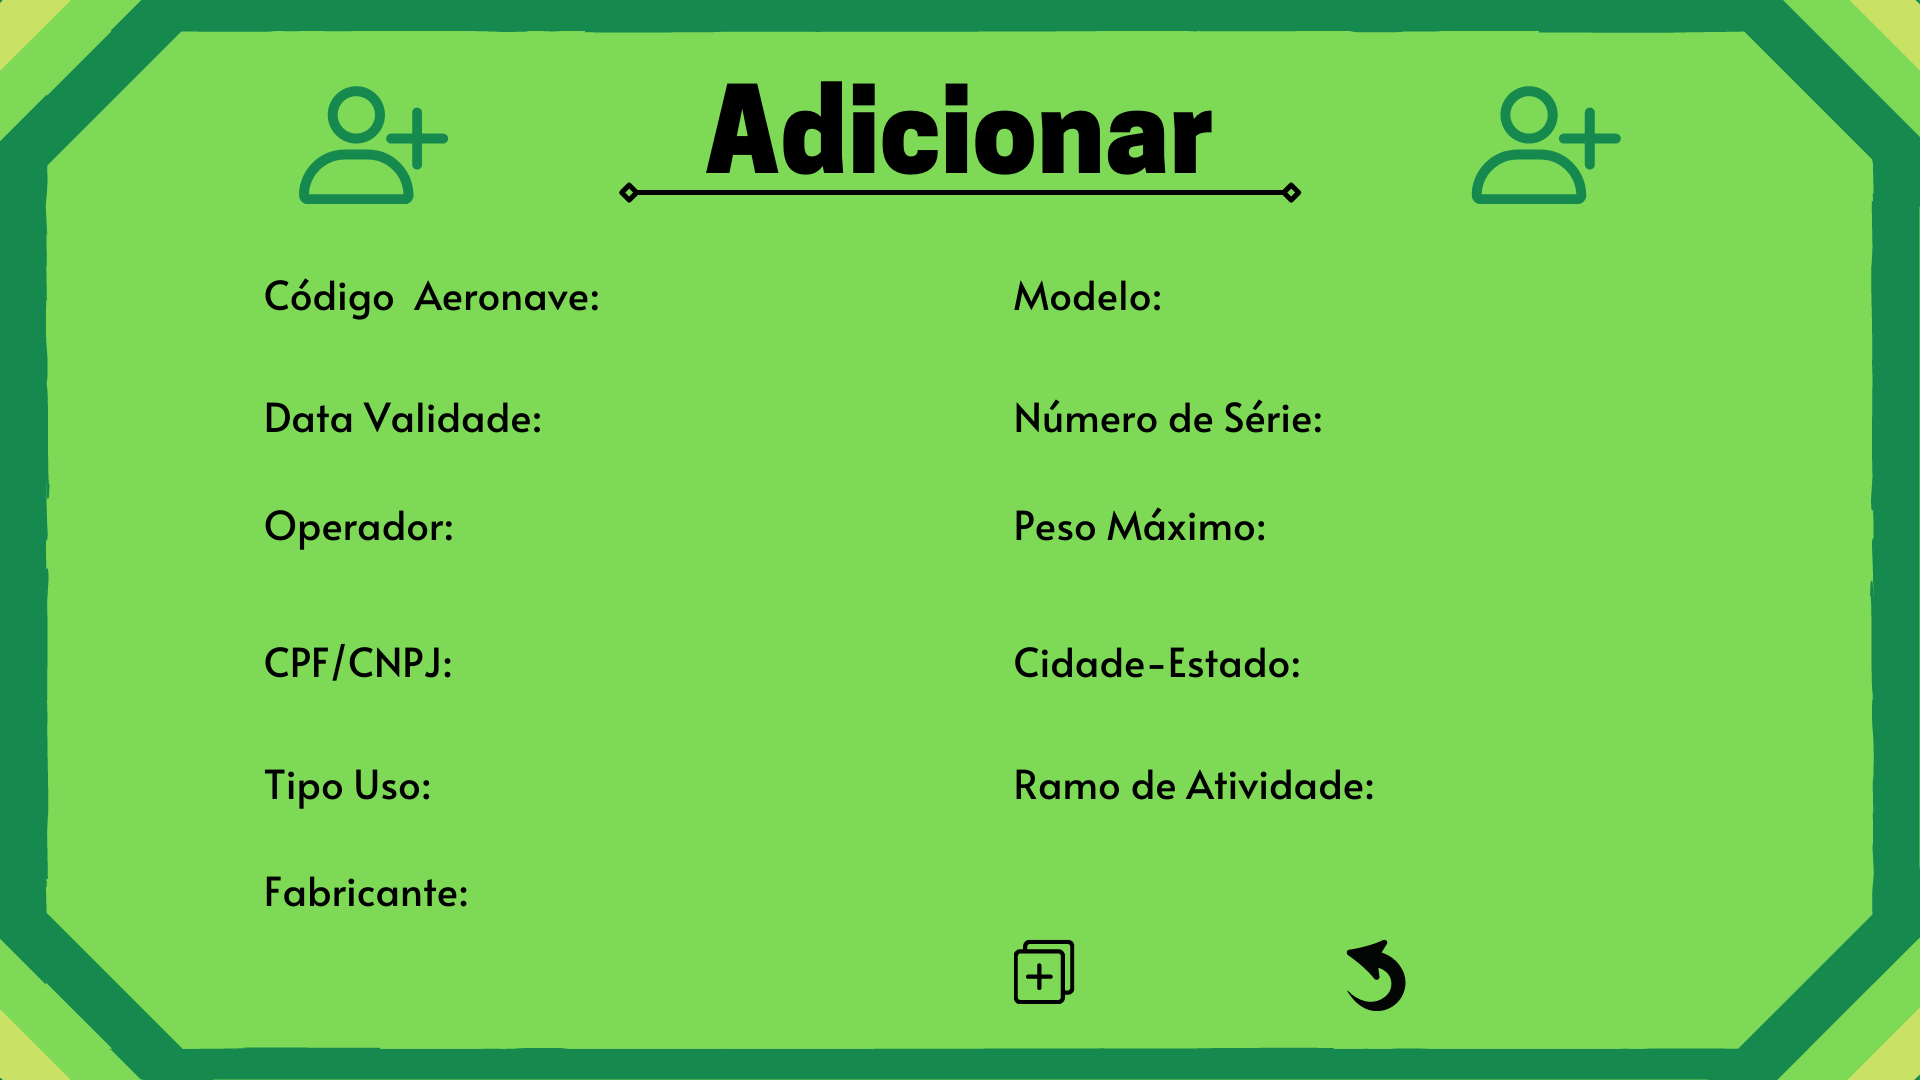 Adicionar
Código  Aeronave:
Modelo:
Data Validade:
Número de Série:
Operador:
Peso Máximo:
CPF/CNPJ:
Cidade-Estado:
Tipo Uso:
Ramo de Atividade:
Fabricante: